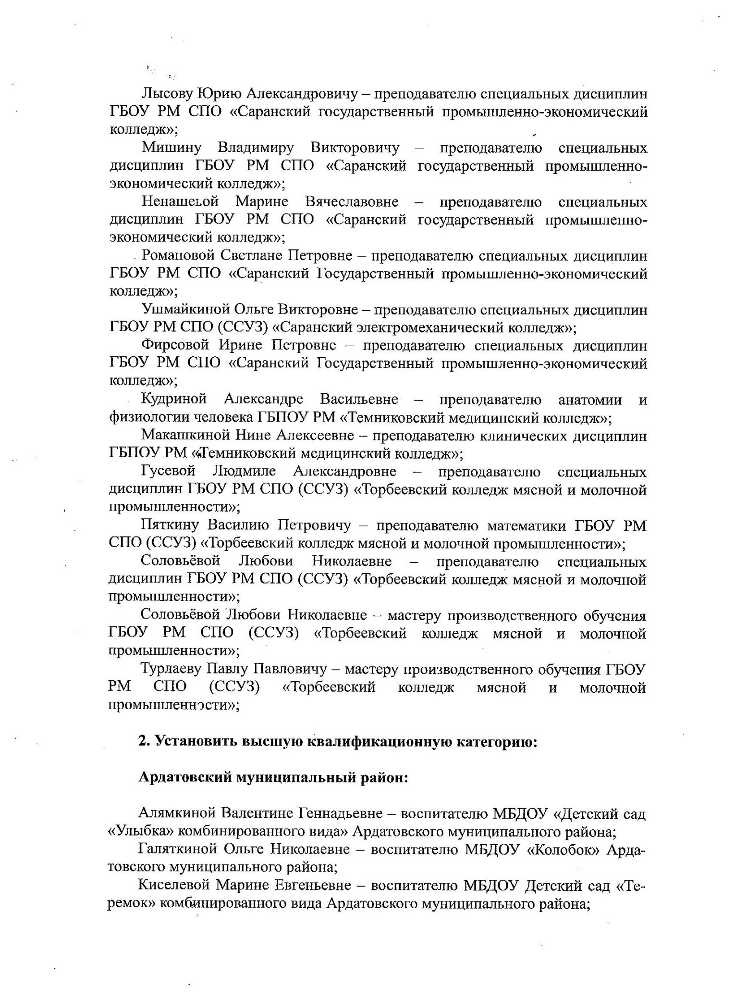 Лысову Юрию Александровичу – преподавателю специальных дисциплин
ГБОУ РМ СПО «Саранский государственный промышленно-экономический
колледж»;
Мишину Владимиру Викторовичу – преподавателю специальных
дисциплин ГБОУ РМ СПО «Саранский государственный промышленно-
экономический колледж»;
Ненашевой Марине Вячеславовне – преподавателю специальных
дисциплин ГБОУ РМ СПО «Саранский государственный промышленно-
экономический колледж»;
Романовой Светлане Петровне – преподавателю специальных дисциплин
ГБОУ РМ СПО «Саранский Государственный промышленно-экономический
колледж»;
Ушмайкиной Ольге Викторовне – преподавателю специальных дисциплин
ГБОУ РМ СПО (ССУЗ) «Саранский электромеханический колледж»;
Фирсовой Ирине Петровне – преподавателю специальных дисциплин
ГБОУ РМ СПО «Саранский Государственный промышленно-экономический
колледж»;
Кудриной Александре Васильевне – преподавателю анатомии и
физиологии человека ГБПОУ РМ «Темниковский медицинский колледж»;
Макашкиной Нине Алексеевне – преподавателю клинических дисциплин
ГБПОУ РМ «Темниковский медицинский колледж»;
Гусевой Людмиле Александровне – преподавателю специальных
дисциплин ГБОУ РМ СПО (ССУЗ) «Торбеевский колледж мясной и молочной
промышленности»;
Пяткину Василию Петровичу – преподавателю математики ГБОУ РМ
СПО (ССУЗ) «Торбеевский колледж мясной и молочной промышленности»;
Соловьёвой Любови Николаевне – преподавателю специальных
дисциплин ГБОУ РМ СПО (ССУЗ) «Торбеевский колледж мясной и молочной
промышленности»;
Соловьёвой Любови Николаевне – мастеру производственного обучения
ГБОУ РМ СПО (ССУЗ) «Торбеевский колледж мясной и молочной
промышленности»;
Турлаеву Павлу Павловичу – мастеру производственного обучения ГБОУ
РМ СПО (ССУЗ) «Торбеевский колледж мясной и молочной
промышленности»;
2. Установить высшую квалификационную категорию:
Ардатовский муниципальный район:
Алямкиной Валентине Геннадьевне – воспитателю МБДОУ «Детский сад
«Улыбка» комбинированного вида» Ардатовского муниципального района;
Галяткиной Ольге Николаевне – воспитателю МБДОУ «Колобок» Арда-
товского муниципального района;
Киселевой Марине Евгеньевне – воспитателю МБДОУ Детский сад «Те-
ремок» комбинированного вида Ардатовского муниципального района;